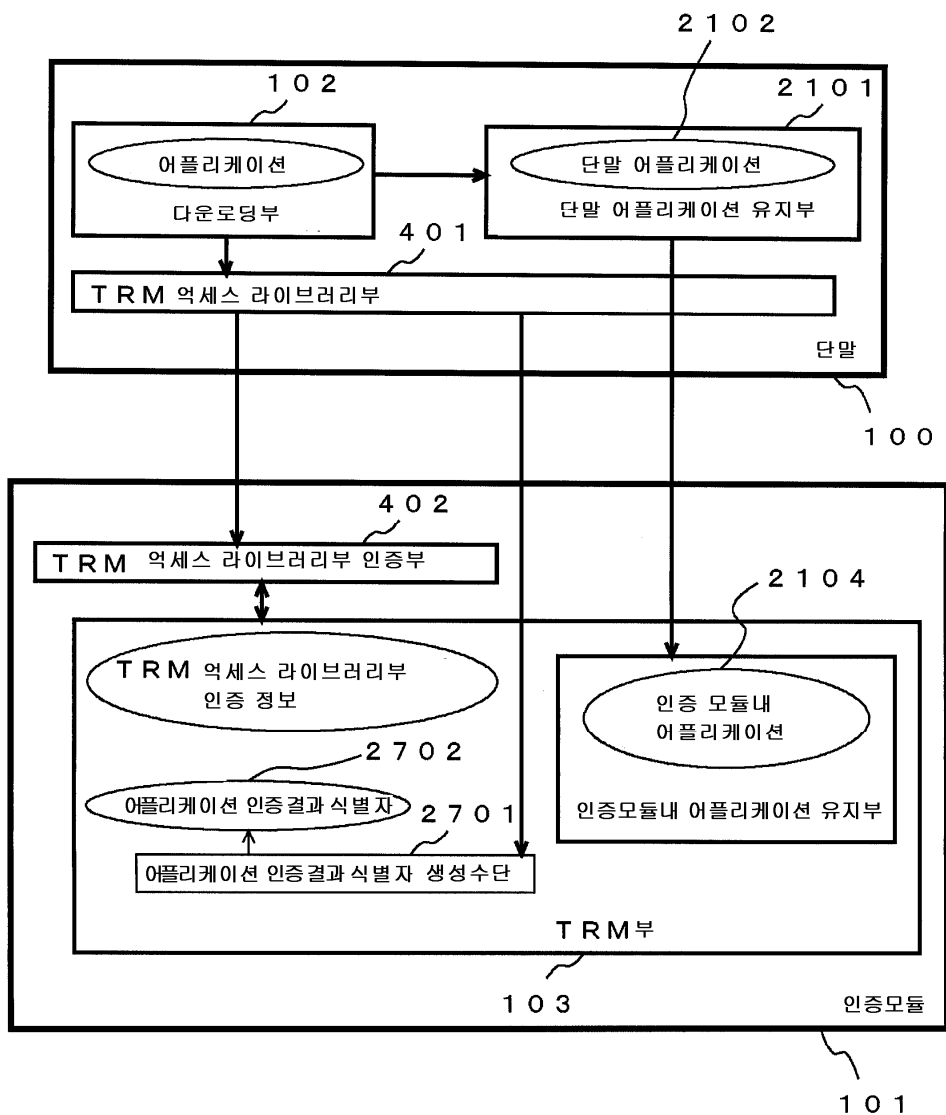 2102
102
2101
어플리케이션
다운로딩부
단말 어플리케이션
단말 어플리케이션 유지부
401
TRM 억세스 라이브러리부
단말
100
402
TRM 억세스 라이브러리부 인증부
2104
TRM 억세스 라이브러리부
인증 정보
인증 모듈내
어플리케이션
2702
어플리케이션 인증결과 식별자
인증모듈내 어플리케이션 유지부
2701
어플리케이션 인증결과 식별자 생성수단
TRM부
103
인증모듈
101